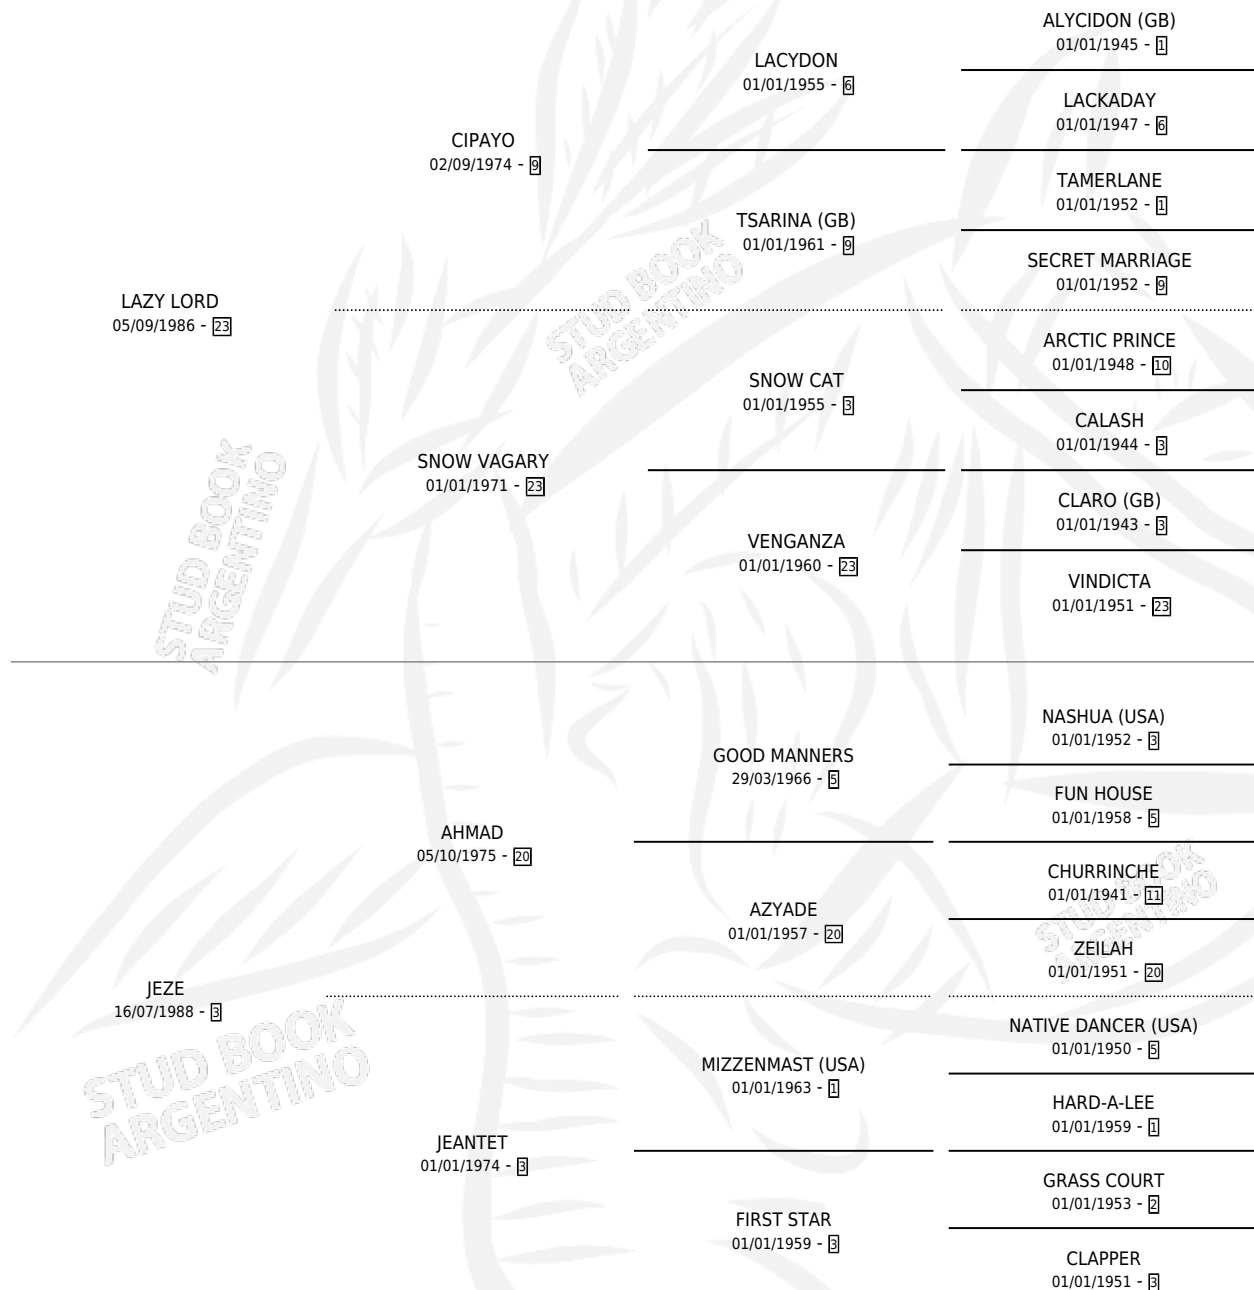 ALYCIDON (GB)
01/01/1945 - 1
LACYDON
01/01/1955 - 6
LACKADAY
01/01/1947 - 6
CIPAYO
02/09/1974 - 9
TAMERLANE
01/01/1952 - 1
TSARINA (GB)
01/01/1961 - 9
SECRET MARRIAGE
01/01/1952 - 9
LAZY LORD
05/09/1986 - 23
STUD BOOK
ARGENTINO
ARCTIC PRINCE
01/01/1948 - 10
SNOW CAT
01/01/1955 - 3
CALASH
01/01/1944 - 3
SNOW VAGARY
01/01/1971 - 23
STUD BOOK
ARGENTINO
CLARO (GB)
01/01/1943 - 3
VENGANZA
01/01/1960 - 23
VINDICTA
01/01/1951 - 23
NASHUA (USA)
01/01/1952 - 3
GOOD MANNERS
29/03/1966 - 5
FUN HOUSE
01/01/1958 - 5
AHMAD
05/10/1975 - 20
CHURRINCHE
01/01/1941 - 11
STUD BOOK
ARGENTINO
AZYADE
01/01/1957 - 20
ZEILAH
01/01/1951 - 20
JEZE
16/07/1988 - 3
STUD BOOK
ARGENTINO
NATIVE DANCER (USA)
01/01/1950 - 5
MIZZENMAST (USA)
01/01/1963 - 1
HARD-A-LEE
01/01/1959 - 1
JEANTET
01/01/1974 - 3
GRASS COURT
01/01/1953 - 2
FIRST STAR
01/01/1959 - 3
CLAPPER
01/01/1951 - 3